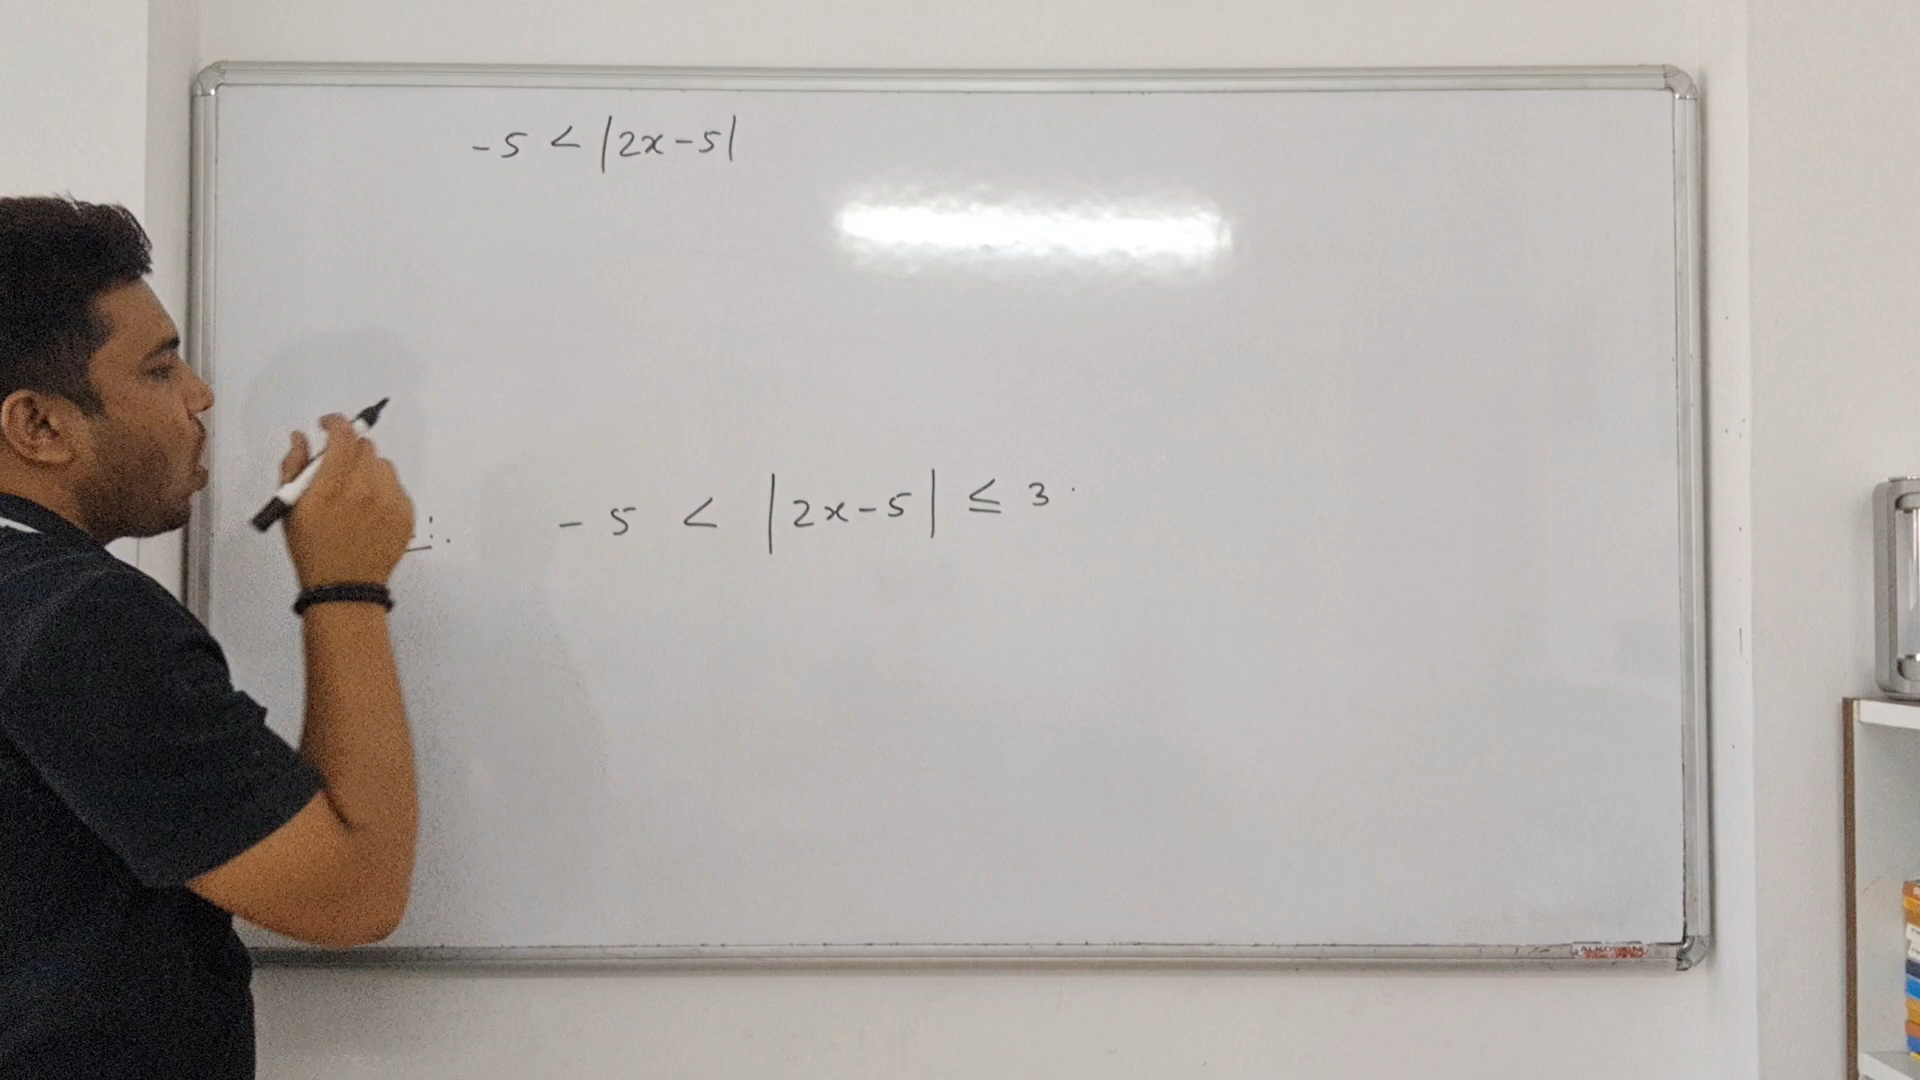 -5 < |2x-5|
-5 < |2x-5| ≤ 3.